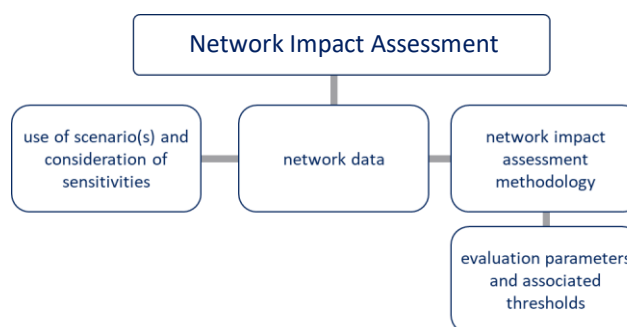 Network Impact Assessment
use of scenario(s) and
consideration of
sensitivities
network data
network impact
assessment
methodology
evaluation parameters
and associated
thresholds